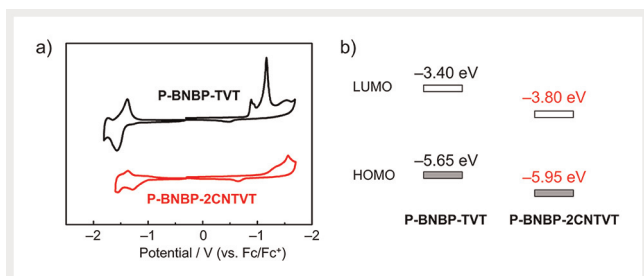 a)
P-BNBP-TVT
P-BNBP-2CNTVT
−2 −1 0 −1 −2
Potential / V (vs. Fc/Fc⁺)
b)
−3.40 eV
LUMO
−3.80 eV
−5.65 eV
HOMO
−5.95 eV
P-BNBP-TVT P-BNBP-2CNTVT